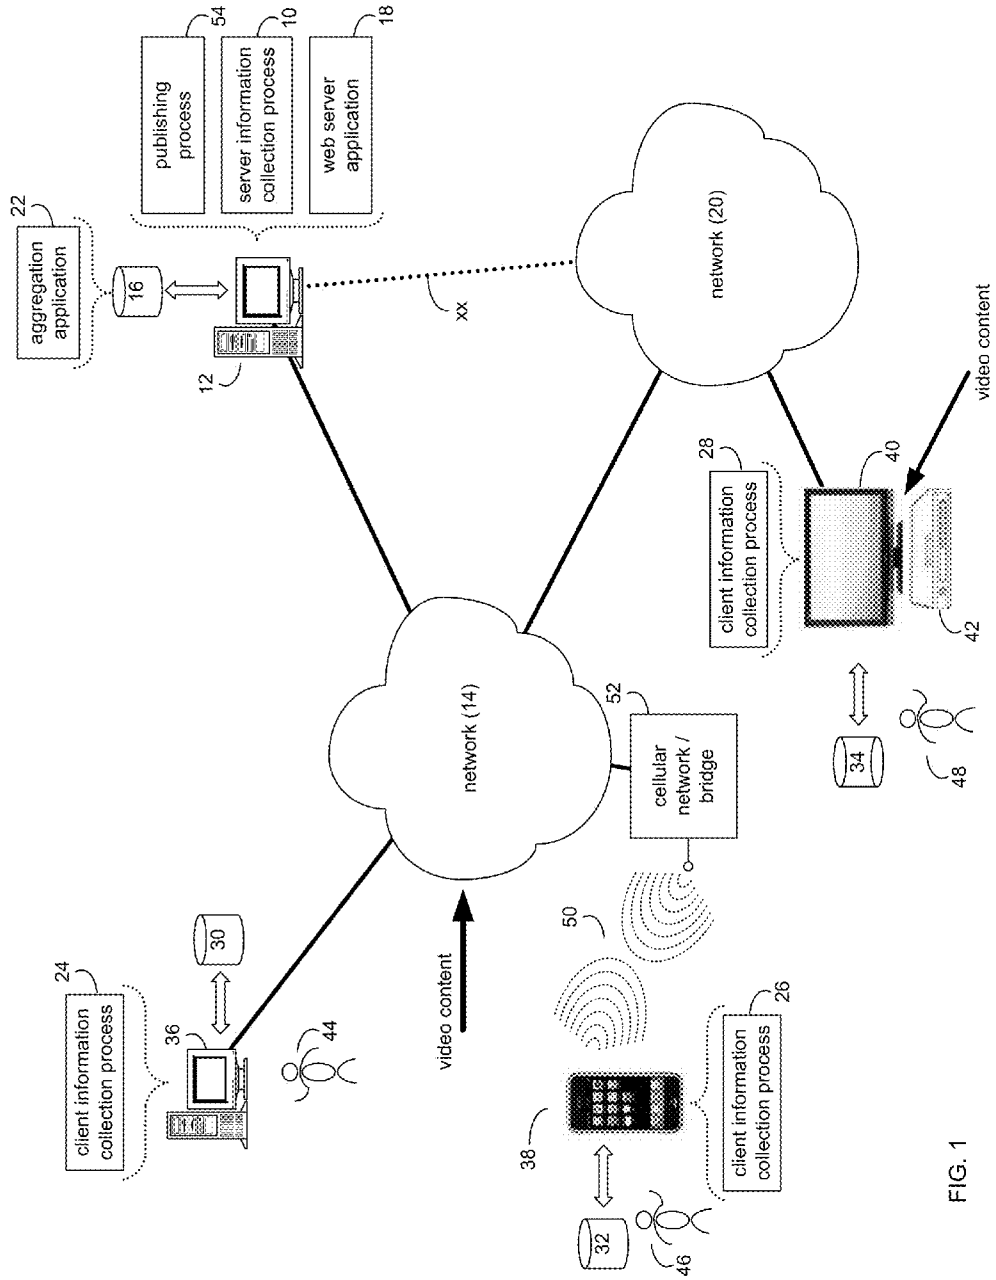 22
aggregation
application
16
12
publishing
process
54
server information
collection process
10
web server
application
18
xx
network (20)
network (14)
24
client information
collection process
36
30
44
video content
52
cellular
network /
bridge
50
38
32
46
26
client information
collection process
28
client information
collection process
40
42
34
48
video content
FIG. 1